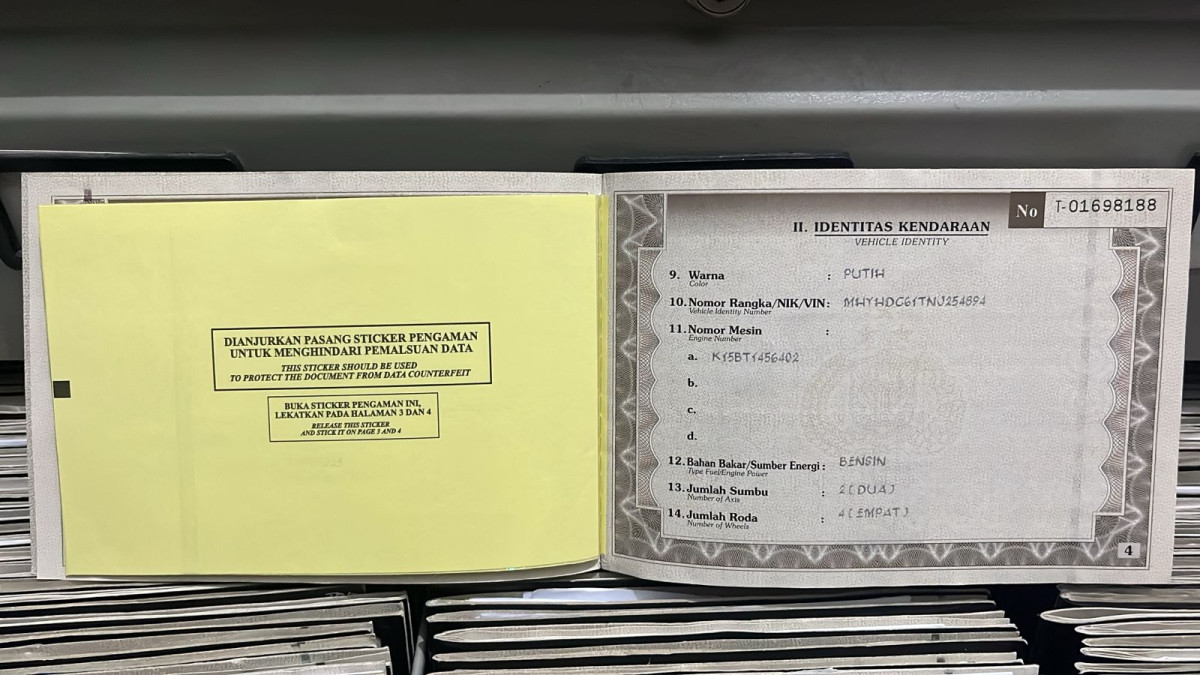 DIANJURKAN PASANG STICKER PENGAMAN
UNTUK MENGHINDARI PEMALSUAN DATA
THIS STICKER SHOULD BE USED
TO PROTECT THE DOCUMENT FROM DATA COUNTERFEIT
BUKA STICKER PENGAMAN INI,
LEKATKAN PADA HALAMAN 3 DAN 4
RELEASE THIS STICKER
AND STICK IT ON PAGE 3 AND 4
No T-01698188
II. IDENTITAS KENDARAAN
VEHICLE IDENTITY
9. Warna : PUTIH
Color
10. Nomor Rangka/NIK/VIN : MHYHDC61TNJ254894
Vehicle Identity Number
11. Nomor Mesin :
Engine Number
a. K15BT1456402
b.
c.
d.
12. Bahan Bakar/Sumber Energi : BENSIN
Type Fuel/Engine Power
13. Jumlah Sumbu : 2(DUA)
Number of Axis
14. Jumlah Roda : 4(EMPAT)
Number of Wheels
4